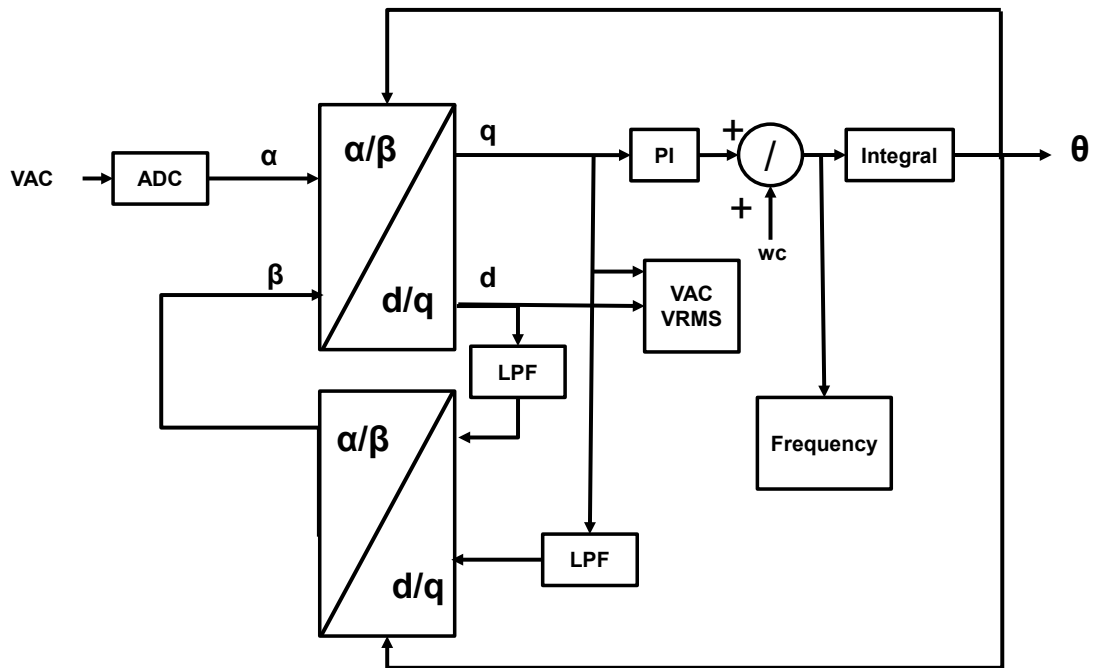 VAC
ADC
α
β
α/β
d/q
q
d
PI
+
/
+
wc
Integral
θ
VAC
VRMS
LPF
Frequency
α/β
d/q
LPF